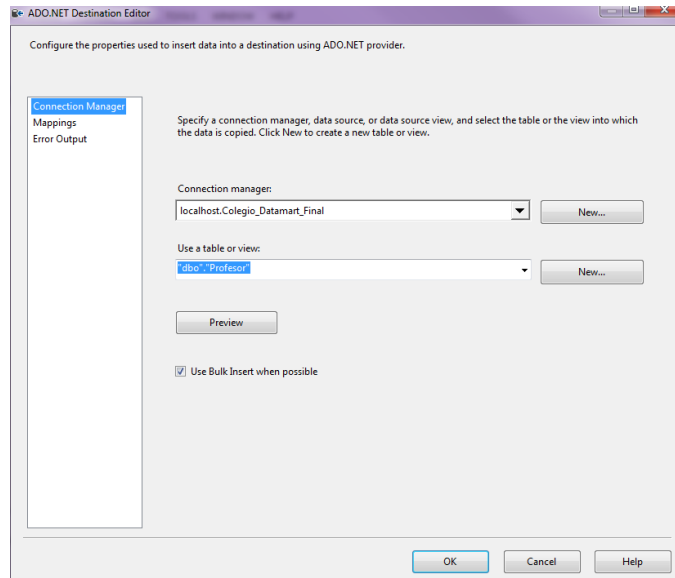 ADO.NET Destination Editor
Configure the properties used to insert data into a destination using ADO.NET provider.
Connection Manager
Mappings
Error Output
Specify a connection manager, data source, or data source view, and select the table or the view into which
the data is copied. Click New to create a new table or view.
Connection manager:
localhost.Colegio_Datamart_Final
New...
Use a table or view:
"dbo"."Profesor"
New...
Preview
Use Bulk Insert when possible
OK
Cancel
Help